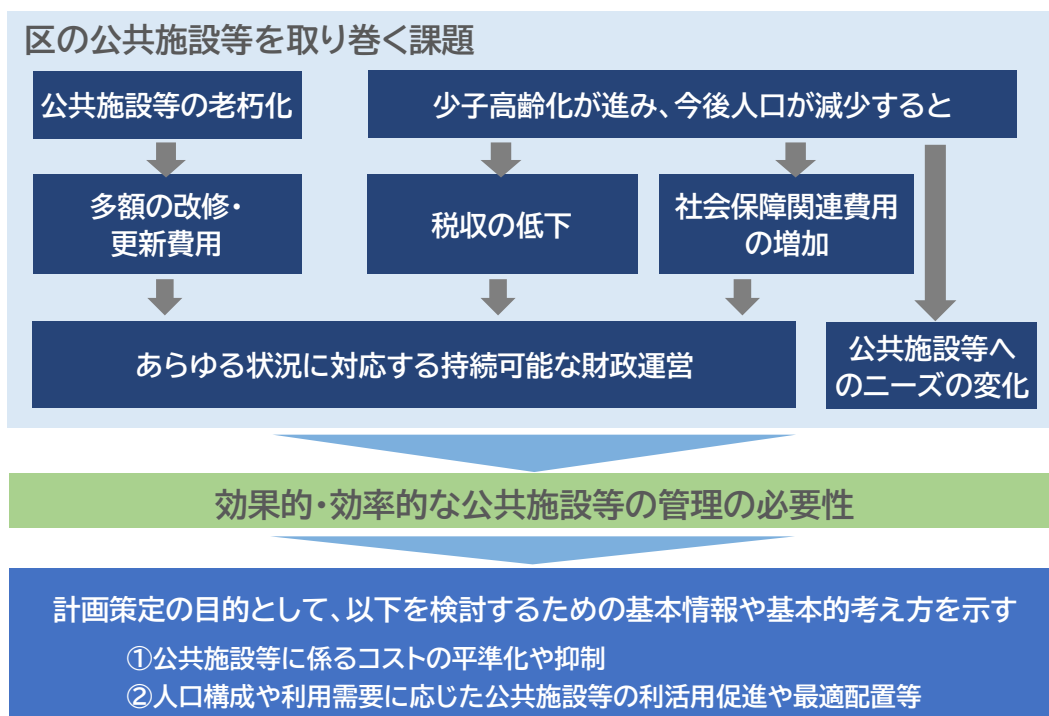 区の公共施設等を取り巻く課題
公共施設等の老朽化
少子高齢化が進み、今後人口が減少すると
多額の改修・
更新費用
税収の低下
社会保障関連費用
の増加
あらゆる状況に対応する持続可能な財政運営
公共施設等へ
のニーズの変化
効果的・効率的な公共施設等の管理の必要性
計画策定の目的として、以下を検討するための基本情報や基本的考え方を示す
①公共施設等に係るコストの平準化や抑制
②人口構成や利用需要に応じた公共施設等の利活用促進や最適配置等